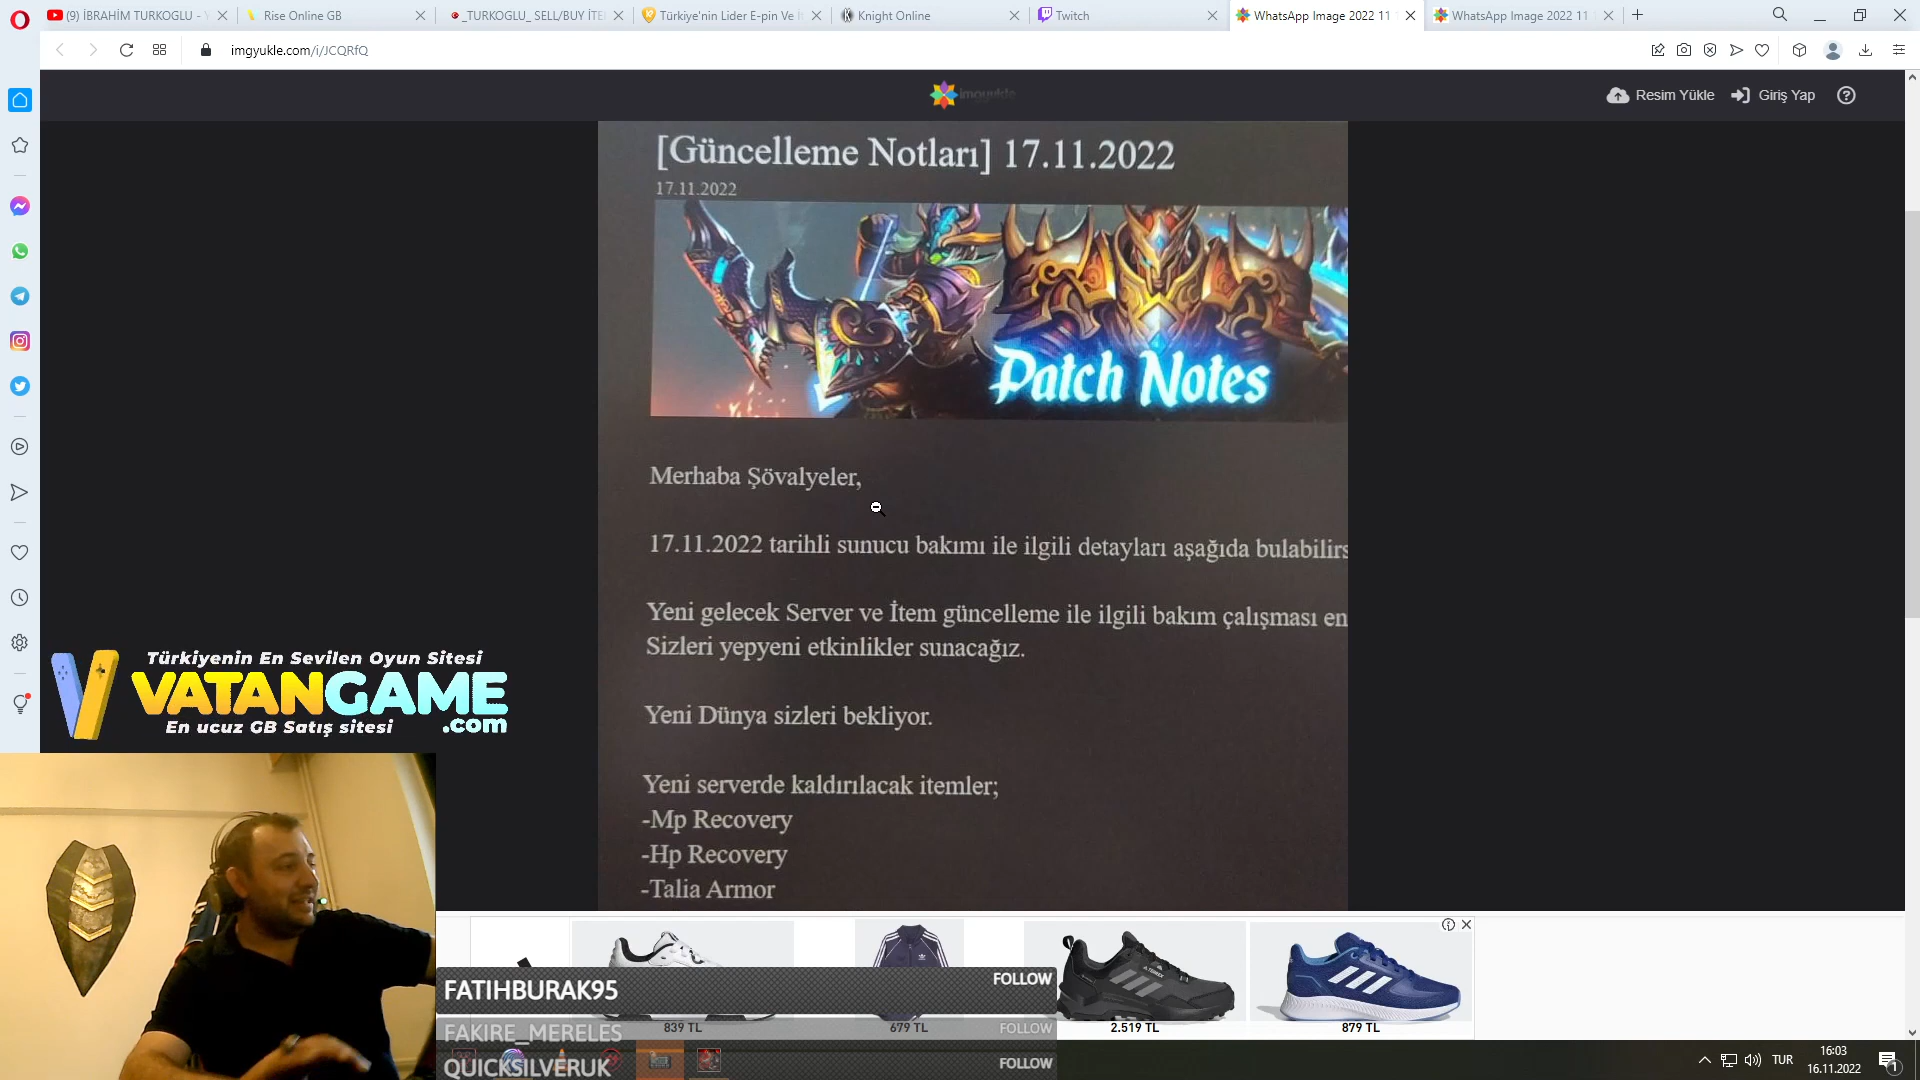 (9) İBRAHİM TURKOGLU -
Rise Online GB
_TURKOGLU_ SELL/BUY İTE
Türkiye'nin Lider E-pin Ve İ
Knight Online
Twitch
WhatsApp Image 2022 11
WhatsApp Image 2022 11
imgyukle.com/i/JCQRfQ
imgyukle
Resim Yükle
Giriş Yap
[Güncelleme Notları] 17.11.2022
17.11.2022
Patch Notes
Merhaba Şövalyeler,
17.11.2022 tarihli sunucu bakımı ile ilgili detayları aşağıda bulabilirs
Yeni gelecek Server ve İtem güncelleme ile ilgili bakım çalışması en
Sizleri yepyeni etkinlikler sunacağız.
Yeni Dünya sizleri bekliyor.
Yeni serverde kaldırılacak itemler;
-Mp Recovery
-Hp Recovery
-Talia Armor
Türkiyenin En Sevilen Oyun Sitesi
VATANGAME
.com
En ucuz GB Satış sitesi
FATIHBURAK95 FOLLOW
FAKIRE_MERELES FOLLOW
QUICKSILVERUK FOLLOW
839 TL
679 TL
2.519 TL
879 TL
TUR
16:03
16.11.2022
1